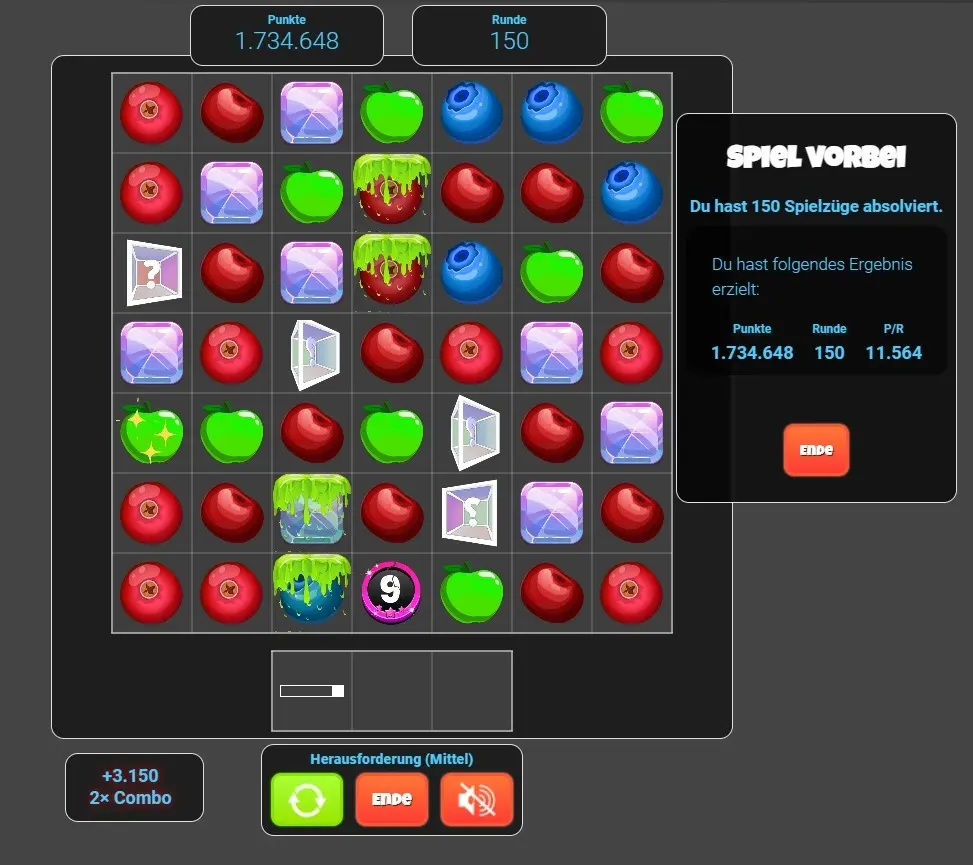 Punkte
1.734.648
Runde
150
SPIEL VORBEI
Du hast 150 Spielzüge absolviert.
Du hast folgendes Ergebnis
erzielt:
Punkte Runde P/R
1.734.648 150 11.564
ENDE
?
?
9
+3.150
2× Combo
Herausforderung (Mittel)
ENDE